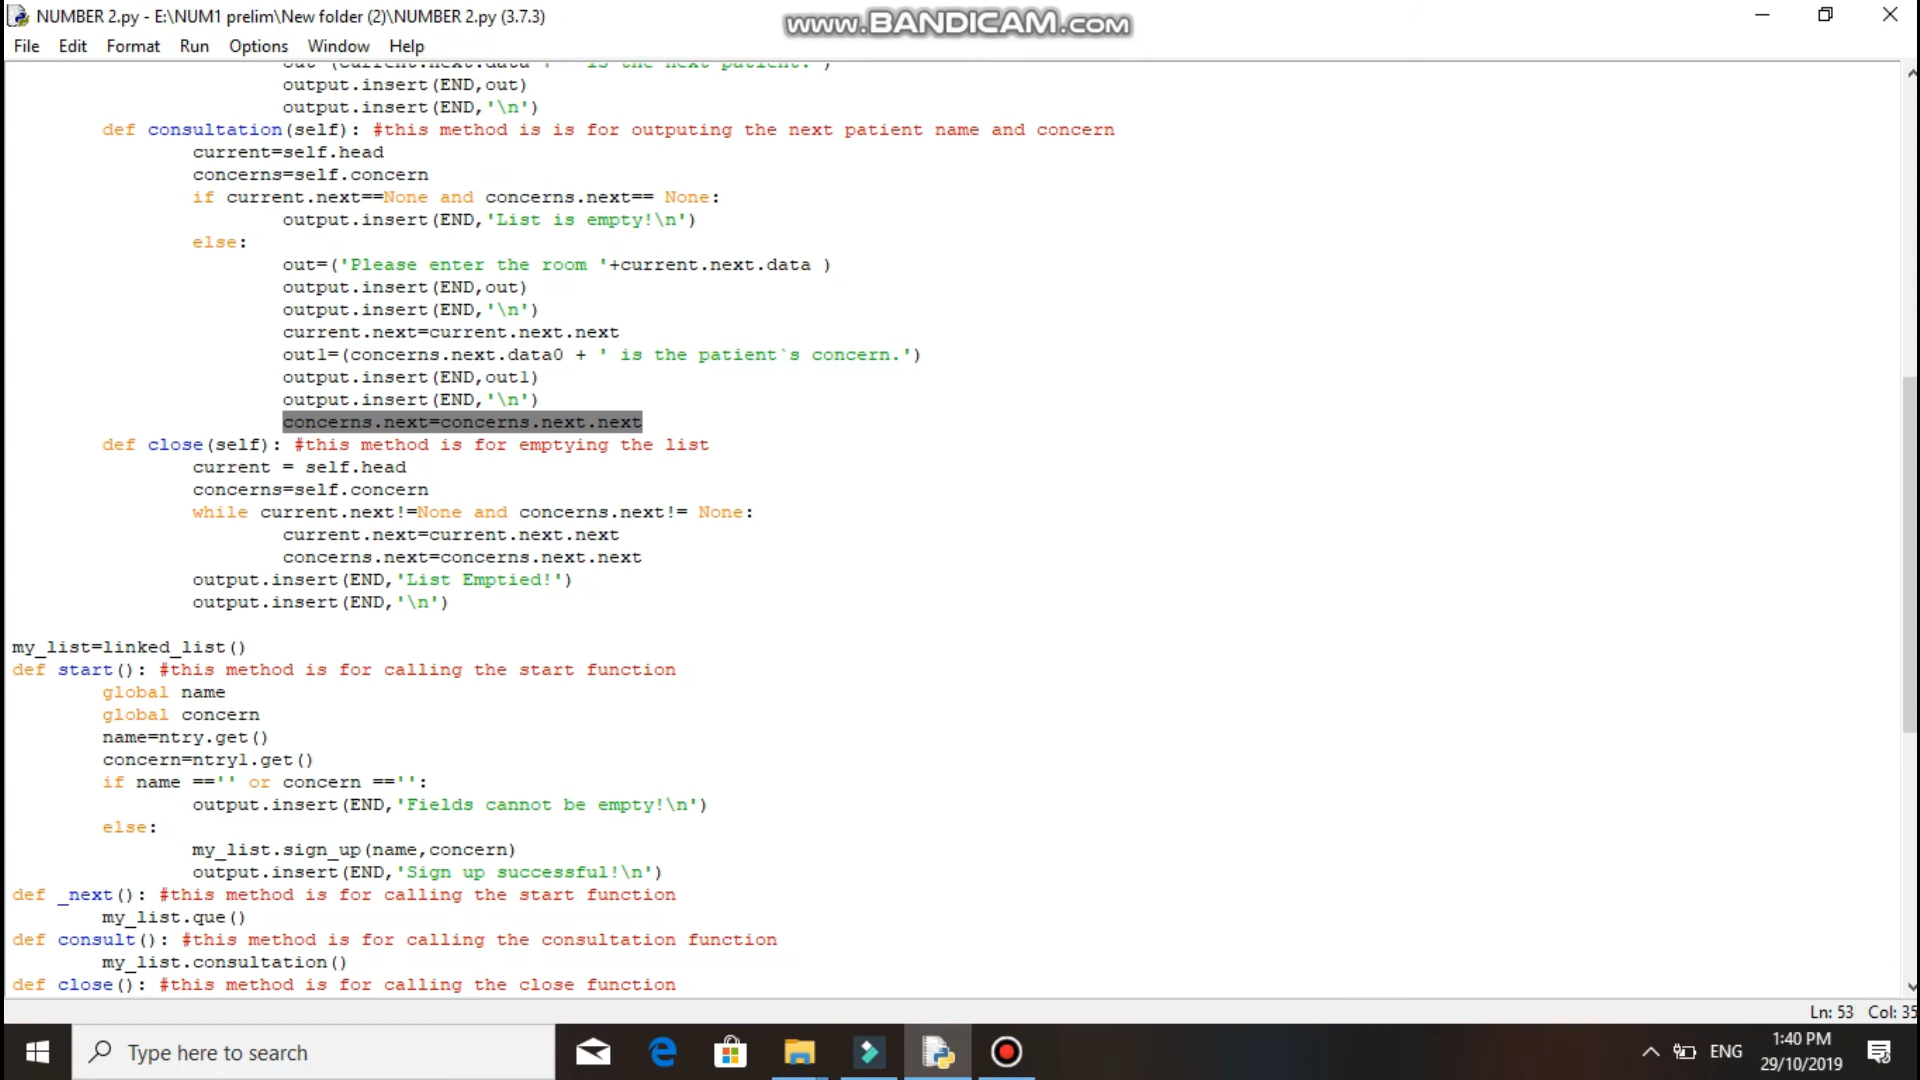 NUMBER 2.py - E:\NUM1 prelim\New folder (2)\NUMBER 2.py (3.7.3)
www.BANDICAM.com
File Edit Format Run Options Window Help
output.insert(END,out)
output.insert(END,'\n')
def consultation(self): #this method is is for outputing the next patient name and concern
current=self.head
concerns=self.concern
if current.next==None and concerns.next== None:
output.insert(END,'List is empty!\n')
else:
out=('Please enter the room '+current.next.data )
output.insert(END,out)
output.insert(END,'\n')
current.next=current.next.next
out1=(concerns.next.data0 + ' is the patient`s concern.')
output.insert(END,out1)
output.insert(END,'\n')
concerns.next=concerns.next.next
def close(self): #this method is for emptying the list
current = self.head
concerns=self.concern
while current.next!=None and concerns.next!= None:
current.next=current.next.next
concerns.next=concerns.next.next
output.insert(END,'List Emptied!')
output.insert(END,'\n')
my_list=linked_list()
def start(): #this method is for calling the start function
global name
global concern
name=ntry.get()
concern=ntry1.get()
if name =='' or concern =='':
output.insert(END,'Fields cannot be empty!\n')
else:
my_list.sign_up(name,concern)
output.insert(END,'Sign up successful!\n')
def _next(): #this method is for calling the start function
my_list.que()
def consult(): #this method is for calling the consultation function
my_list.consultation()
def close(): #this method is for calling the close function
Ln: 53 Col: 35
Type here to search
ENG
1:40 PM
29/10/2019